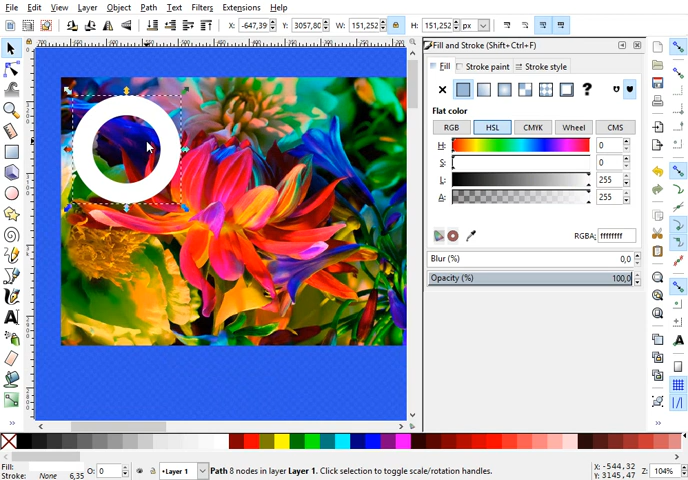 File Edit View Layer Object Path Text Filters Extensions Help
X: -647,39 Y: 3057,80 W: 151,252 H: 151,252 px
Fill and Stroke (Shift+Ctrl+F)
Fill Stroke paint Stroke style
Flat color
RGB HSL CMYK Wheel CMS
H: 0
S: 0
L: 255
A: 255
RGBA: ffffffff
Blur (%) 0,0
Opacity (%) 100,0
Fill:
Stroke: 6,35
O: 0
•Layer 1
Path 8 nodes in layer Layer 1. Click selection to toggle scale/rotation handles.
X: -544,32
Y: 3145,47
Z: 104%